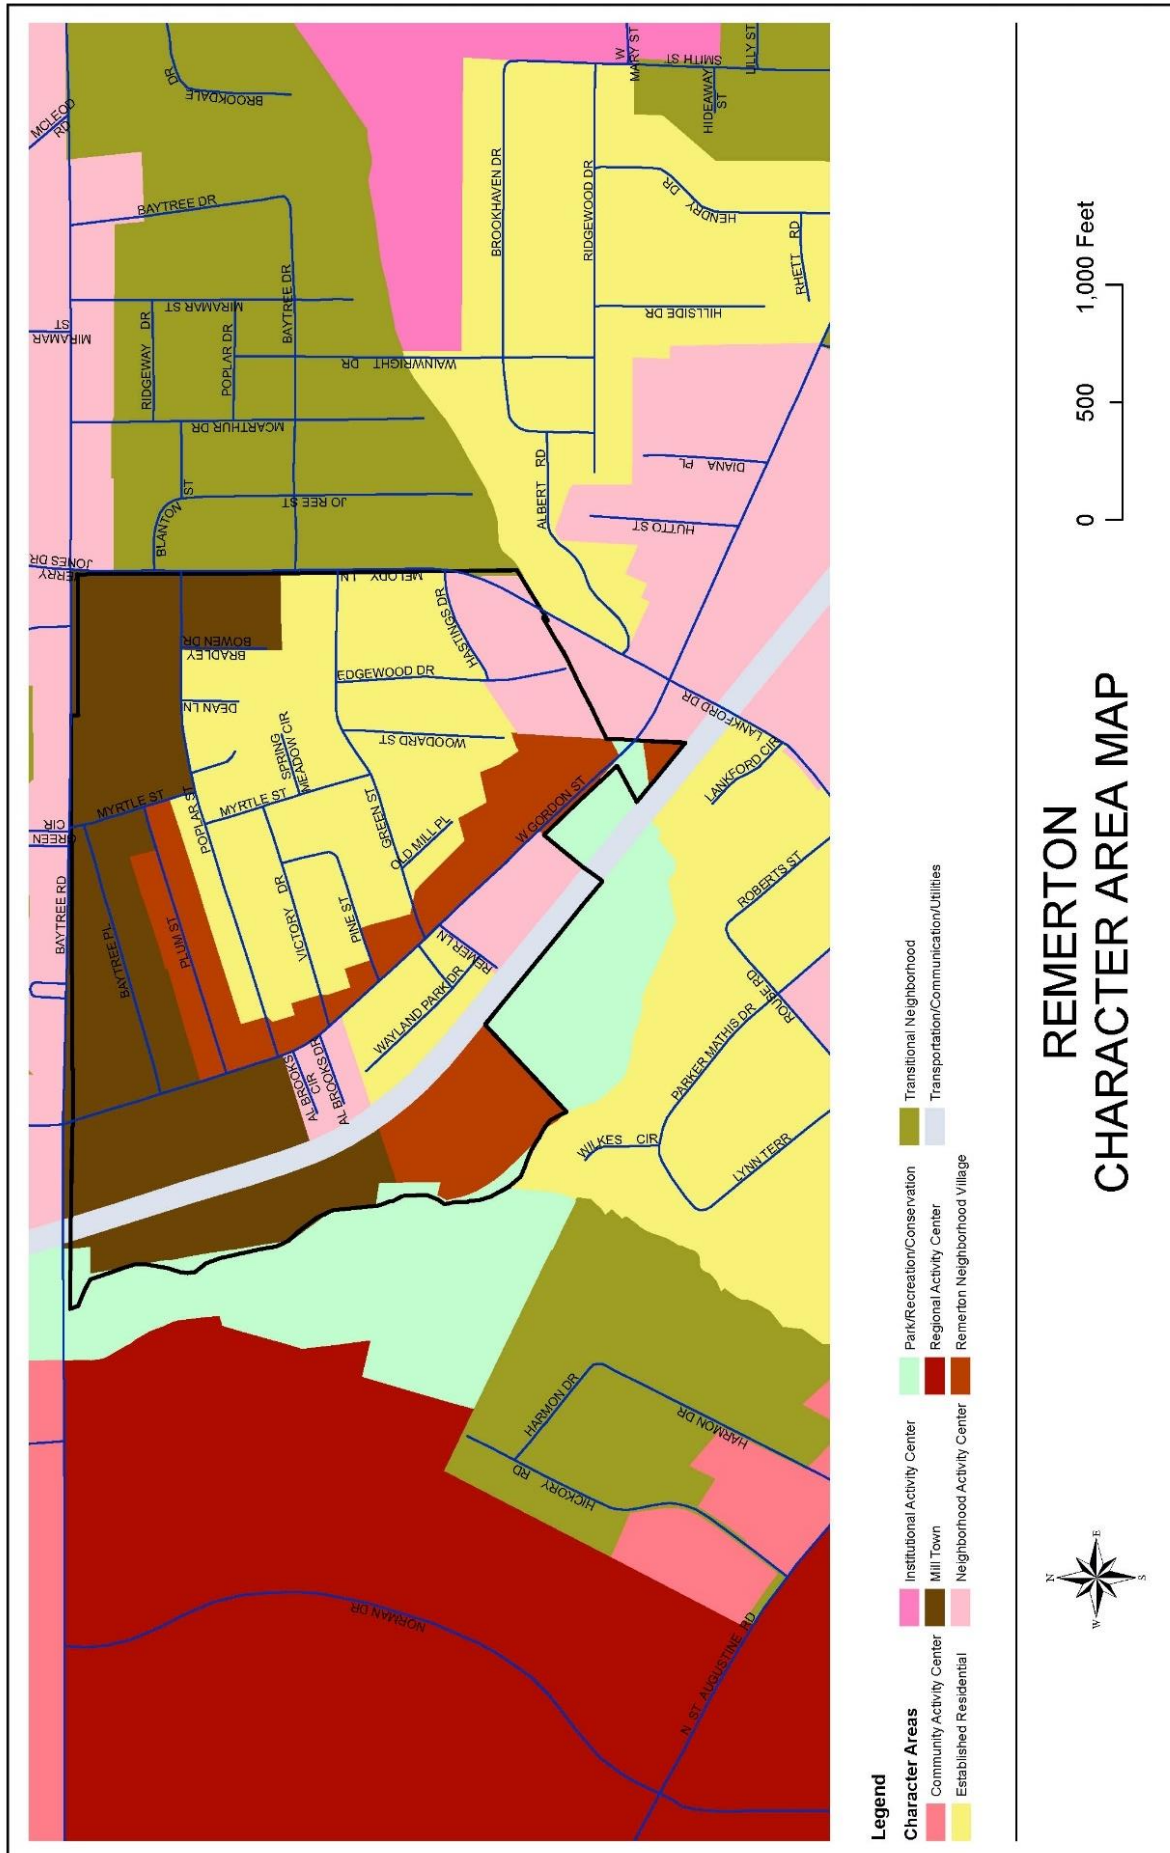 MCLEOD
RD
BROOKDALE
DR
W
MARY ST
SMITH ST
LILLY ST
HIDEAWAY
ST
BAYTREE DR
MIRAMAR
ST
RIDGEWAY DR
MIRAMAR ST
POPLAR DR
BAYTREE DR
WAINWRIGHT DR
BROOKHAVEN DR
RIDGEWOOD DR
HENDRY DR
RHETT RD
HILLSIDE DR
MCARTHUR DR
BLANTON
ST
JO REE ST
ALBERT RD
DIANA PL
HUTTO ST
JERRY
JONES DR
MELODY LN
BRADLEY
BOWEN DR
HASTINGS DR
EDGEWOOD DR
DEAN LN
WOODARD ST
SPRING
MEADOW CIR
LANKFORD DR
LANKFORD CIR
GREEN
CIR
MYRTLE ST
POPLAR ST
MYRTLE ST
GREEN ST
OLD MILL PL
W GORDON ST
BAYTREE RD
BAYTREE PL
PLUM ST
VICTORY DR
PINE ST
REMER LN
WAYLAND PARK DR
AL BROOKS
CIR
AL BROOKS DR
ROBERTS ST
ROUSE RD
PARKER MATHIS DR
WILKES CIR
LYNN TERR
HARMON DR
HARMON DR
HICKORY RD
NORMAN DR
N ST AUGUSTINE RD
Legend
Character Areas
Community Activity Center
Established Residential
Institutional Activity Center
Mill Town
Neighborhood Activity Center
Park/Recreation/Conservation
Regional Activity Center
Remerton Neighborhood Village
Transitional Neighborhood
Transportation/Communication/Utilities
N
W
E
S
REMERTON
CHARACTER AREA MAP
0 500 1,000 Feet